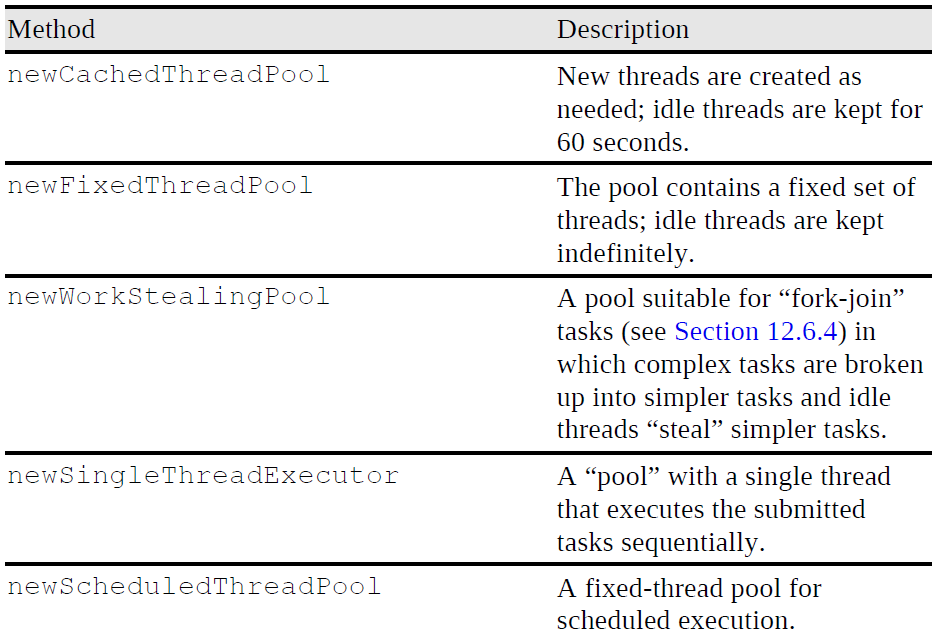 Method Description
newCachedThreadPool New threads are created as
needed; idle threads are kept for
60 seconds.
newFixedThreadPool The pool contains a fixed set of
threads; idle threads are kept
indefinitely.
newWorkStealingPool A pool suitable for “fork-join”
tasks (see Section 12.6.4) in
which complex tasks are broken
up into simpler tasks and idle
threads “steal” simpler tasks.
newSingleThreadExecutor A “pool” with a single thread
that executes the submitted
tasks sequentially.
newScheduledThreadPool A fixed-thread pool for
scheduled execution.